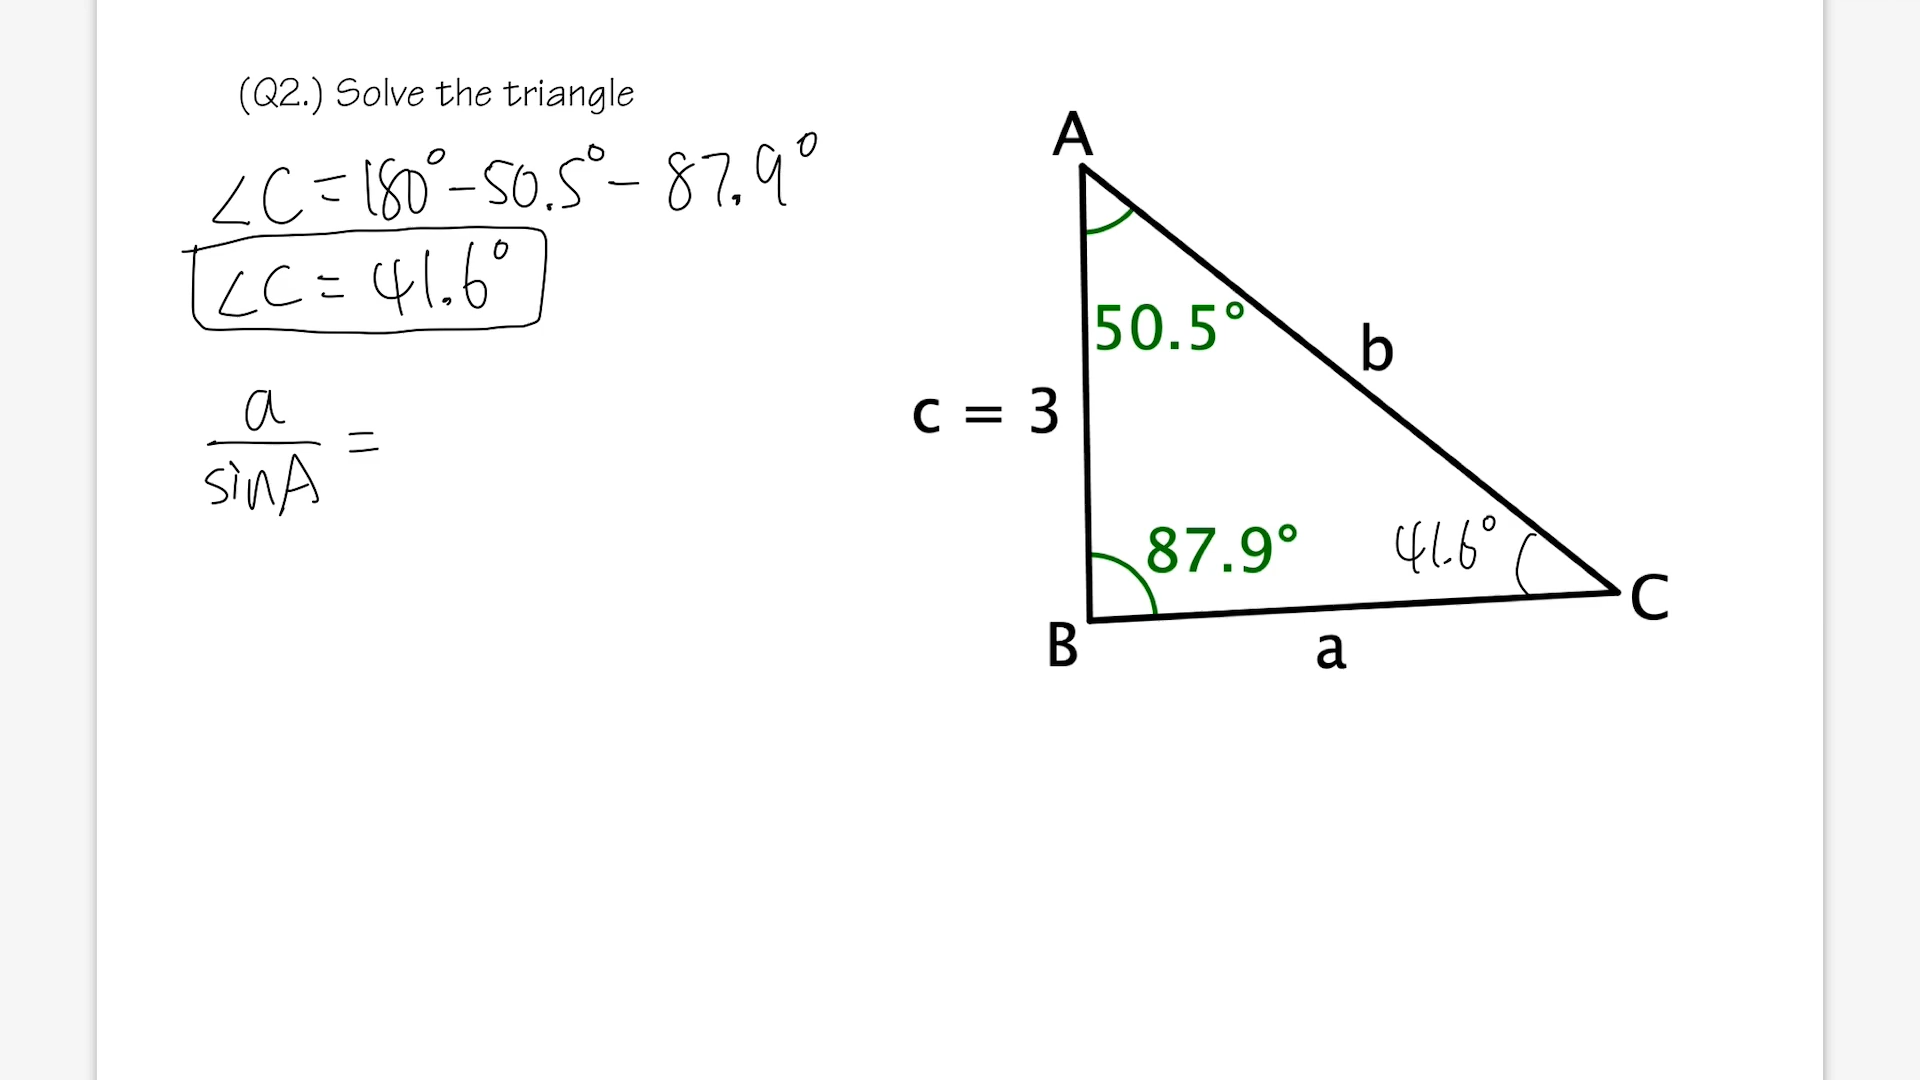 (Q2.) Solve the triangle
∠C = 180° - 50.5° - 87.9°
∠C = 41.6°
a
sinA
=
A
50.5°
b
c = 3
87.9°
41.6°
C
B
a